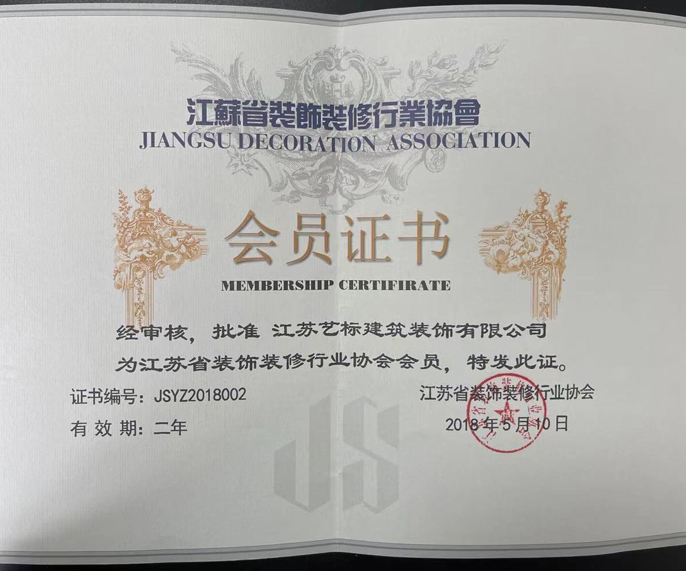 江蘇省裝飾裝修行業協會
JIANGSU DECORATION ASSOCIATION
会员证书
MEMBERSHIP CERTIFIRATE
经审核，批准 江苏艺标建筑装饰有限公司
为江苏省装饰装修行业协会会员，特发此证。
证书编号：JSYZ2018002
江苏省装饰装修行业协会
有 效 期：二年
2018 年 5 月 10 日
JS